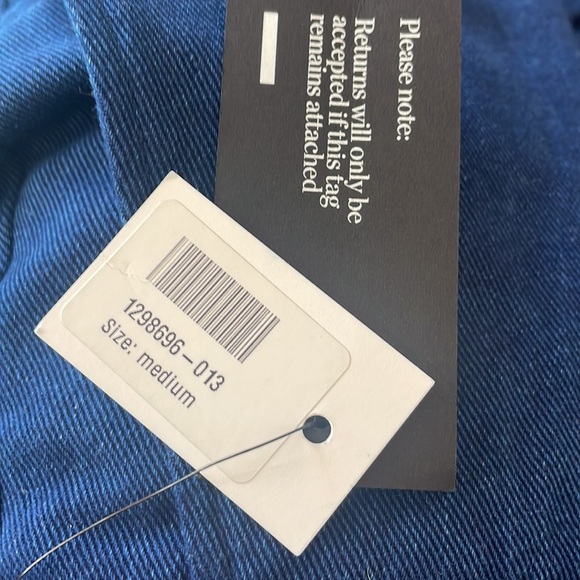 Please note:
Returns will only be
accepted if this tag
remains attached
1298696-013
Size: medium